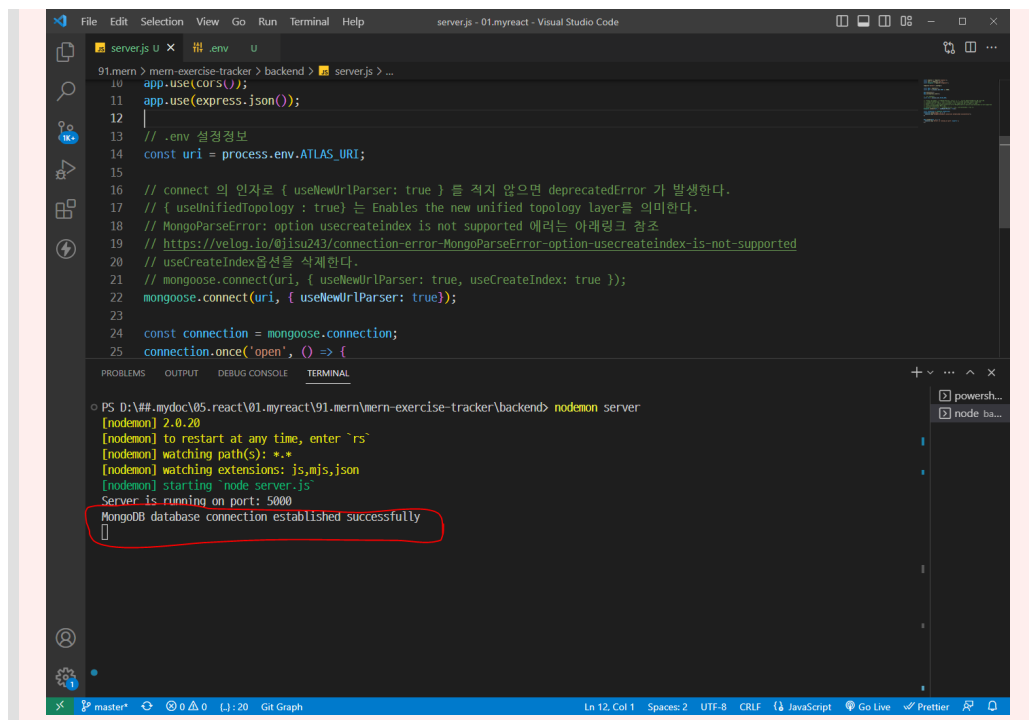 File Edit Selection View Go Run Terminal Help
server.js - 01.myreact - Visual Studio Code
server.js U
.env U
91.mern > mern-exercise-tracker > backend > server.js > ...
10 app.use(cors());
11 app.use(express.json());
12
13 // .env 설정정보
14 const uri = process.env.ATLAS_URI;
15
16 // connect 의 인자로 { useNewUrlParser: true } 를 적지 않으면 deprecatedError 가 발생한다.
17 // { useUnifiedTopology : true} 는 Enables the new unified topology layer를 의미한다.
18 // MongoParseError: option usecreateindex is not supported 에러는 아래링크 참조
19 // https://velog.io/@jisu243/connection-error-MongoParseError-option-usecreateindex-is-not-supported
20 // useCreateIndex옵션을 삭제한다.
21 // mongoose.connect(uri, { useNewUrlParser: true, useCreateIndex: true });
22 mongoose.connect(uri, { useNewUrlParser: true});
23
24 const connection = mongoose.connection;
25 connection.once('open', () => {
1K+
PROBLEMS OUTPUT DEBUG CONSOLE TERMINAL
powersh...
node ba...
PS D:\##.mydoc\05.react\01.myreact\91.mern\mern-exercise-tracker\backend> nodemon server
[nodemon] 2.0.20
[nodemon] to restart at any time, enter `rs`
[nodemon] watching path(s): *.*
[nodemon] watching extensions: js,mjs,json
[nodemon] starting `node server.js`
Server is running on port: 5000
MongoDB database connection established successfully
1
master* 0 0 (..) : 20 Git Graph
Ln 12, Col 1 Spaces: 2 UTF-8 CRLF JavaScript Go Live Prettier